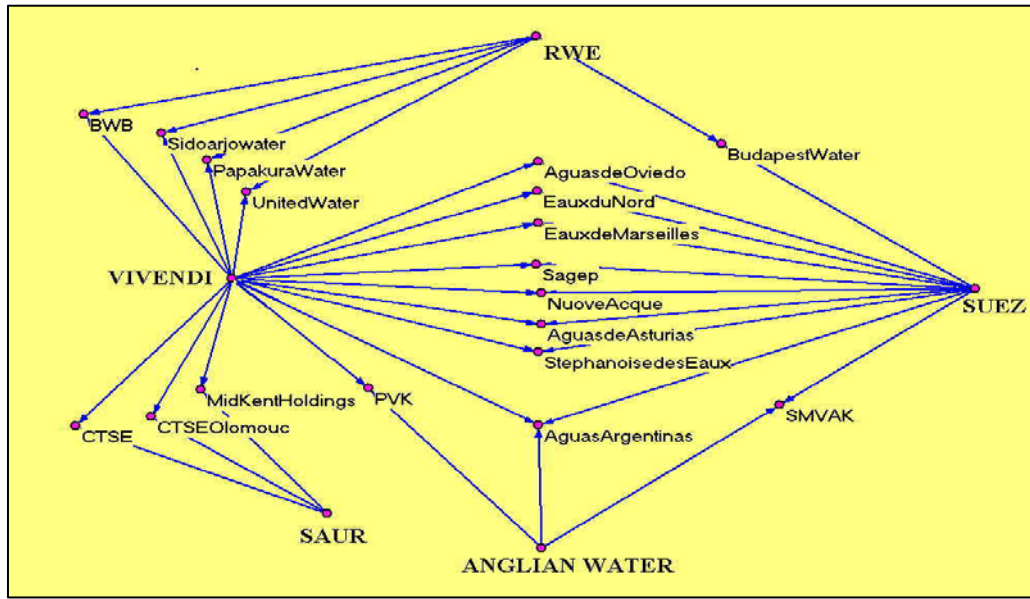 RWE
BWB
Sidoarjowater
BudapestWater
PapakuraWater
AguasdeOviedo
UnitedWater
EauxduNord
EauxdeMarseilles
VIVENDI
Sagep
NuoveAcque
SUEZ
AguasdeAsturias
StephanoisedesEaux
MidKentHoldings
PVK
SMVAK
CTSEOlomouc
CTSE
AguasArgentinas
SAUR
ANGLIAN WATER